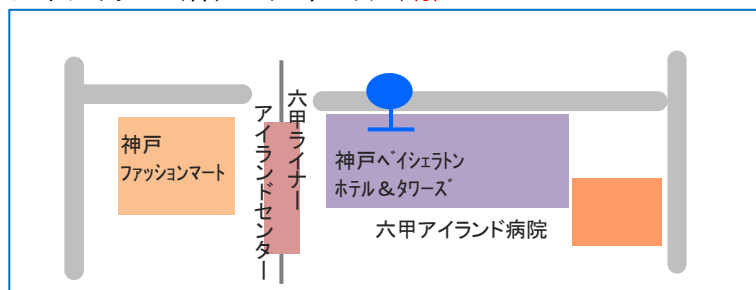 神戸
ファッションマート
アイランドセンター
六甲ライナー
神戸ベイシェラトン
ホテル＆タワーズ
六甲アイランド病院